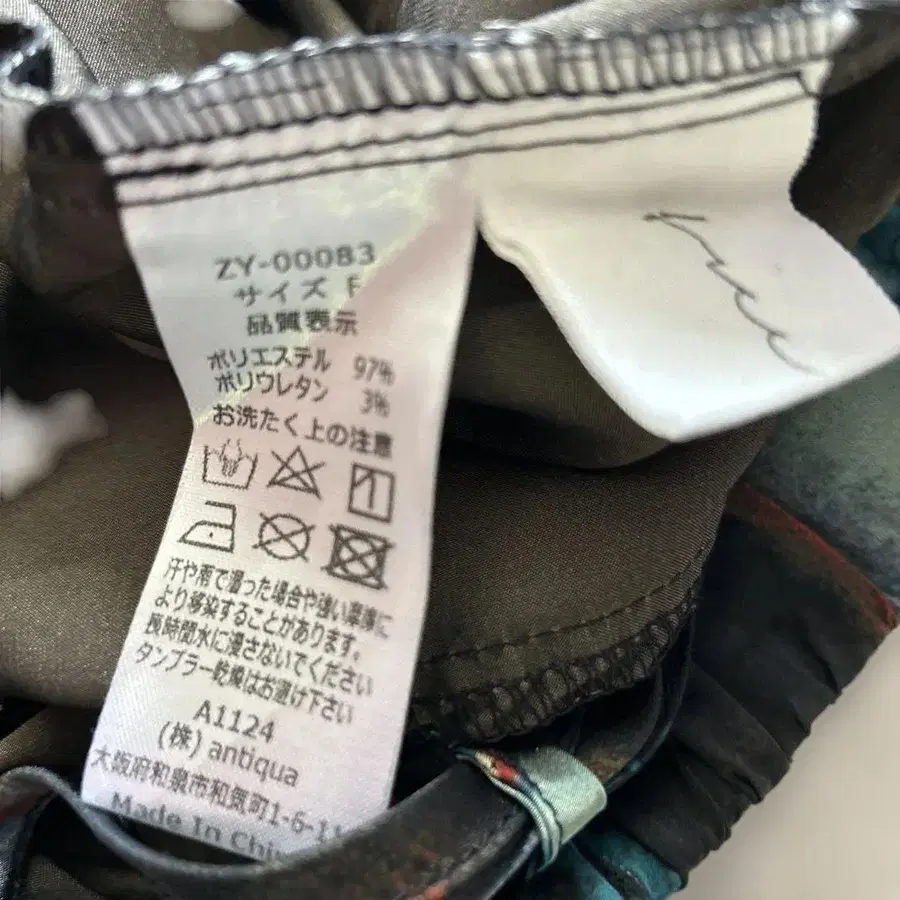 ZY-00083
サイズ F
品質表示
ポリエステル 97%
ポリウレタン 3%
お洗たく上の注意
汗や雨で湿った場合や強い摩擦に
より移染することがあります。
長時間水に浸さないでください
タンブラー乾燥はお避け下さい
A1124
(株) antiqua
大阪府和泉市和気町1-6-1
Made In Chi